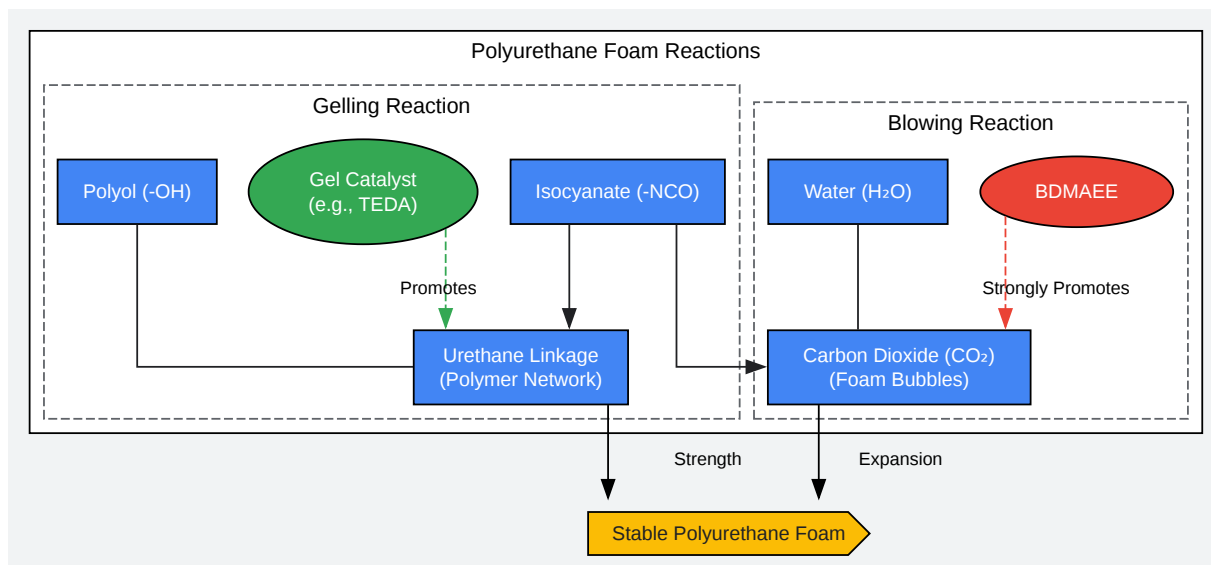 Polyurethane Foam Reactions
Gelling Reaction
Blowing Reaction
Polyol (-OH)
Gel Catalyst
(e.g., TEDA)
Isocyanate (-NCO)
Water (H₂O)
BDMAEE
Promotes
Strongly Promotes
Urethane Linkage
(Polymer Network)
Carbon Dioxide (CO₂)
(Foam Bubbles)
Strength
Expansion
Stable Polyurethane Foam